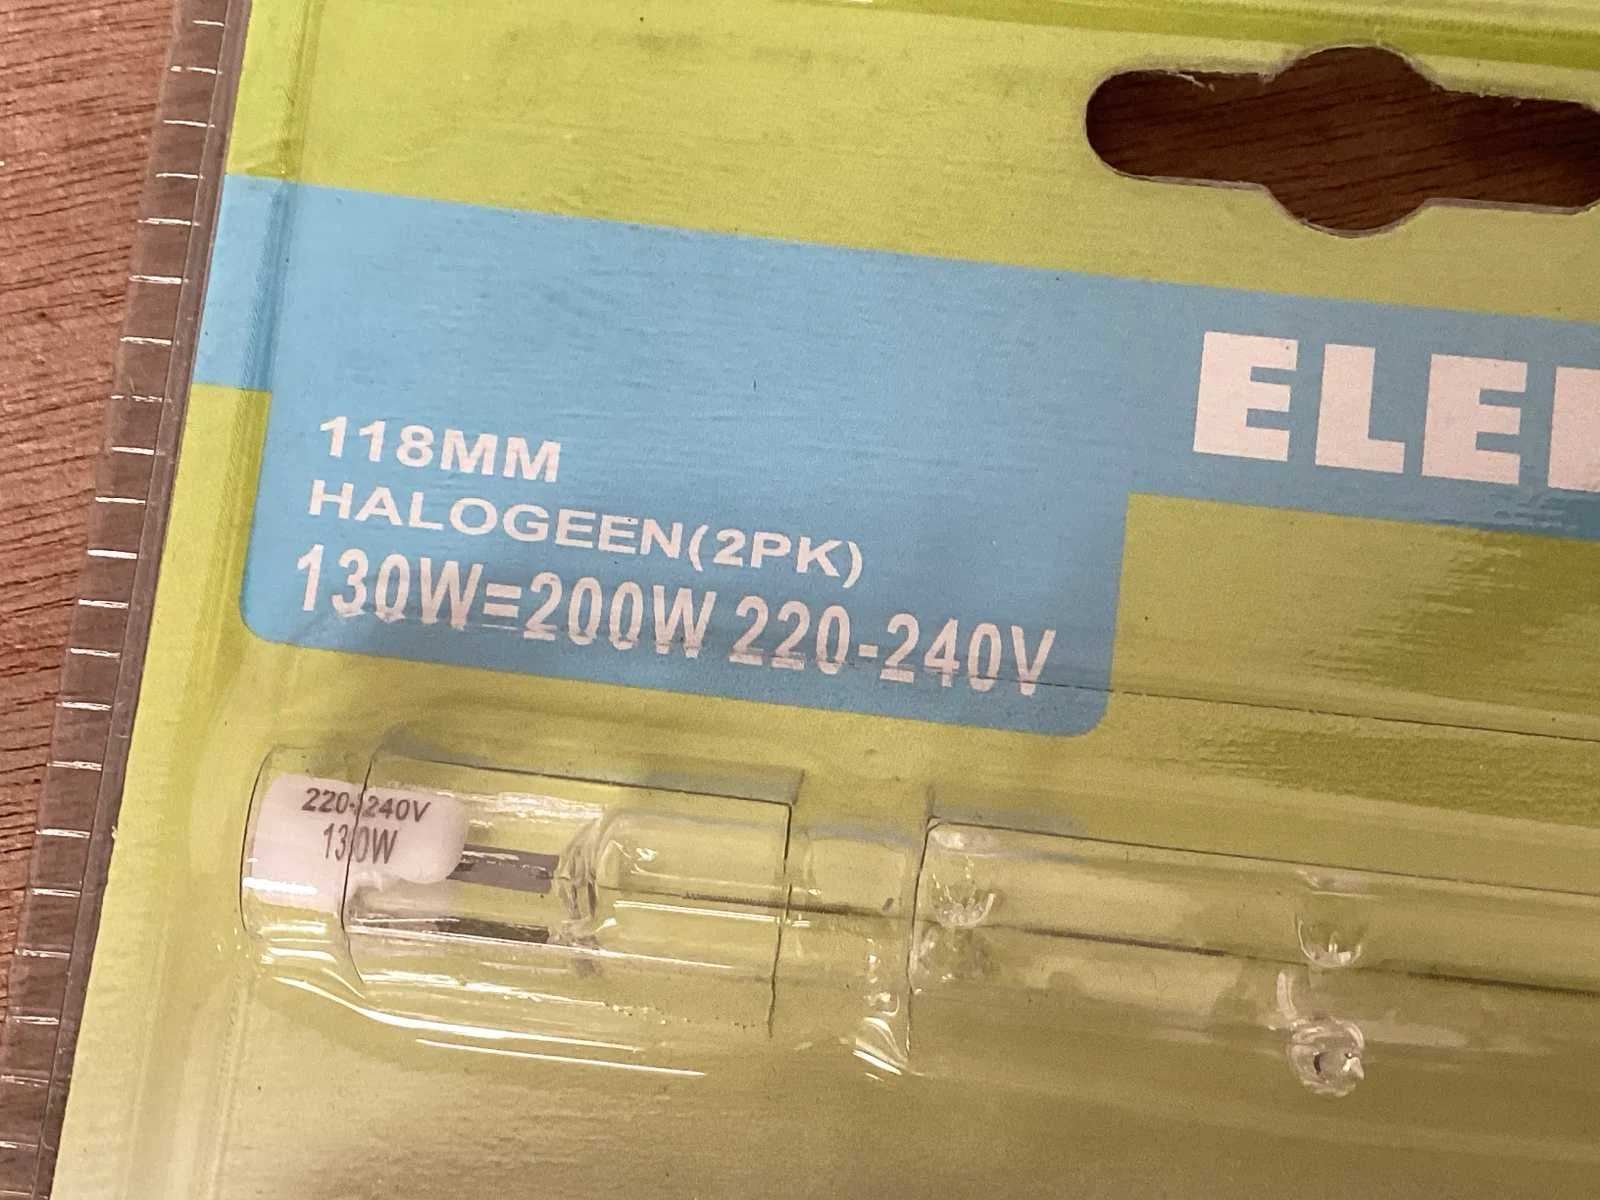 ELE
118MM
HALOGEEN(2PK)
130W=200W 220-240V
220-240V
130W